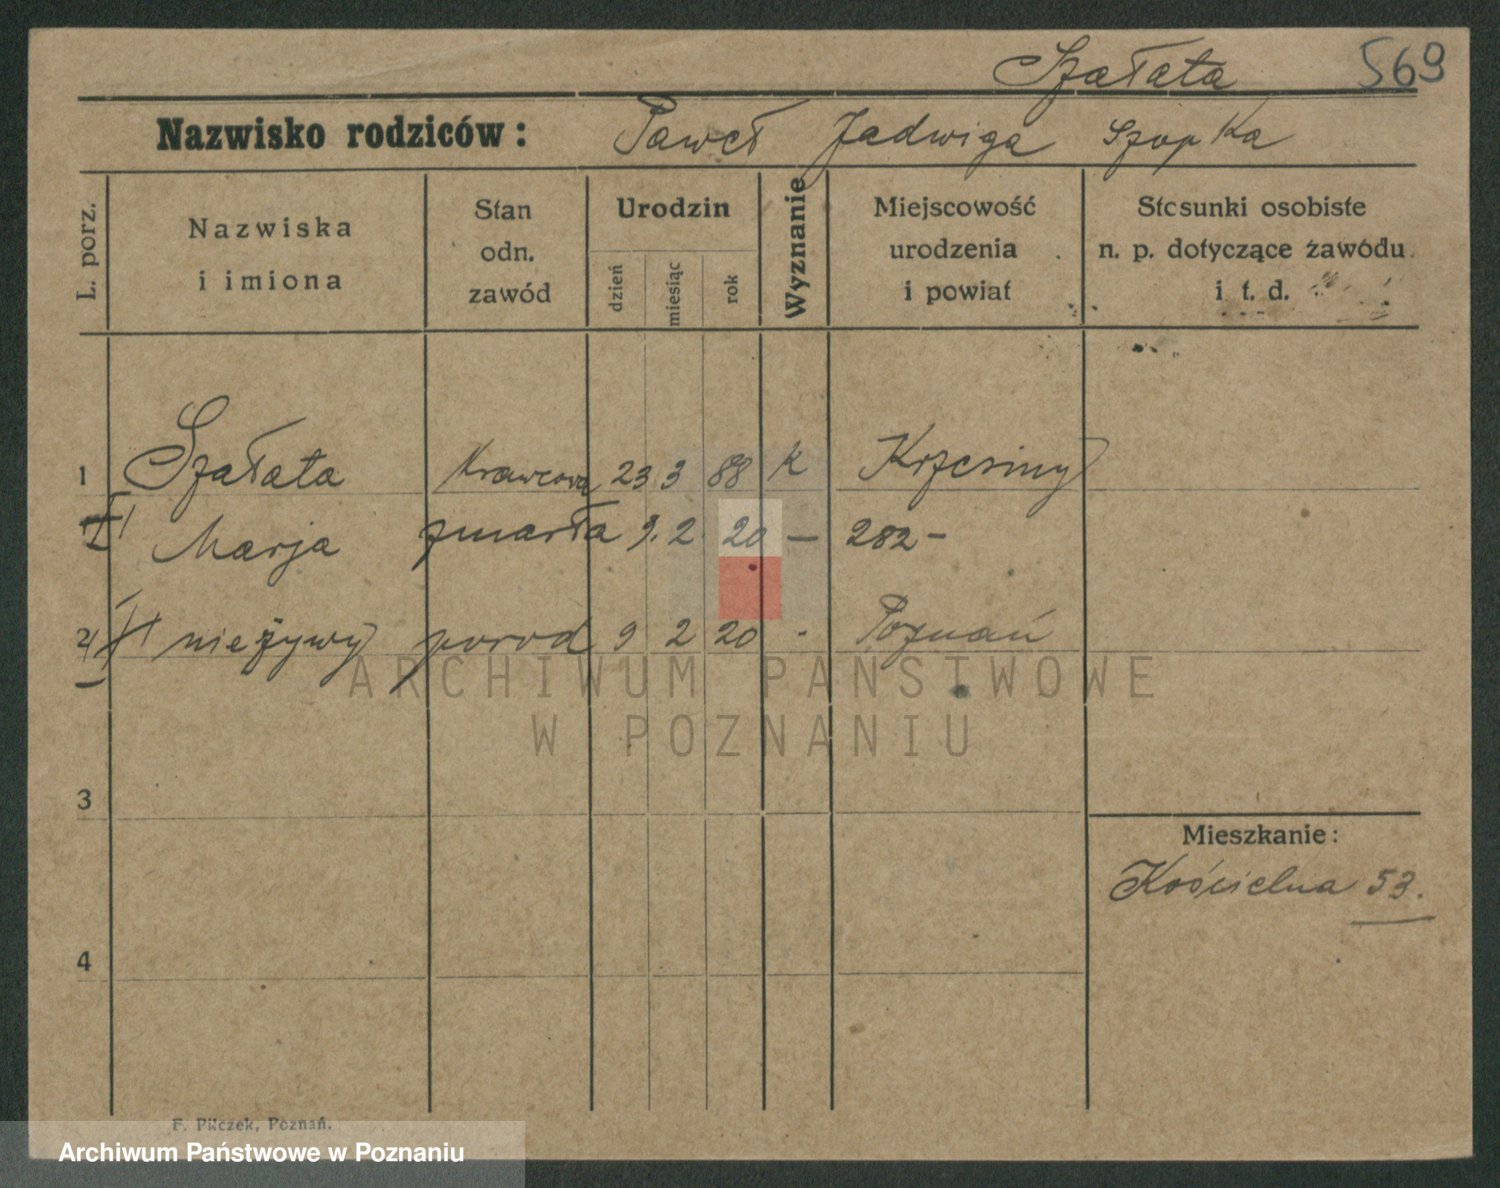 Szałata 569
Nazwisko rodziców: Paweł Jadwiga Szopka
L. porz.
Nazwiska
i imiona
Stan
odn.
zawód
Urodzin
dzień
miesiąc
rok
Wyznanie
Miejscowość
urodzenia
i powiat
Stosunki osobiste
n. p. dotyczące zawódu
i t. d.
1 Szałata Krawcowa 23 3 88 k Krzesiny
Marja zmarła 9. 2. 20 — 282 -
2 nieżywy poród 9 2 20 - Poznań
ARCHIWUM PAŃSTWOWE
W POZNANIU
3
Mieszkanie:
Kościelna 53.
4
F. Pilczek, Poznań.
Archiwum Państwowe w Poznaniu